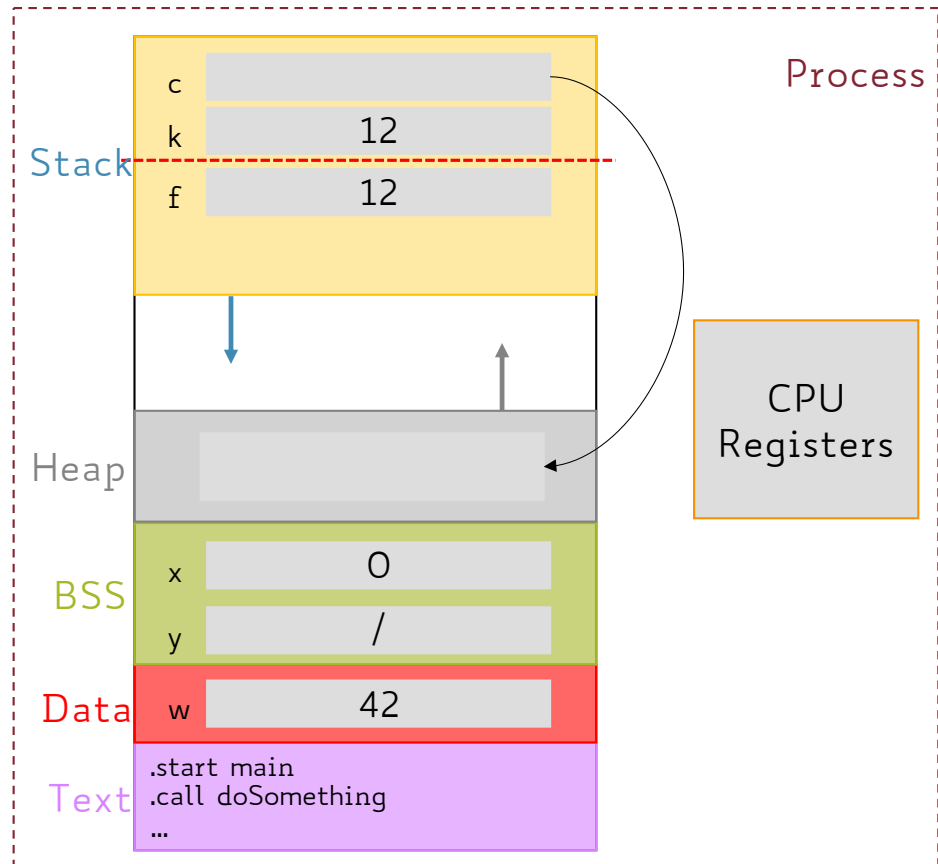 Process
c
k 12
Stack
f 12
CPU
Registers
Heap
x 0
BSS
y /
Data w 42
.start main
.call doSomething
Text
...